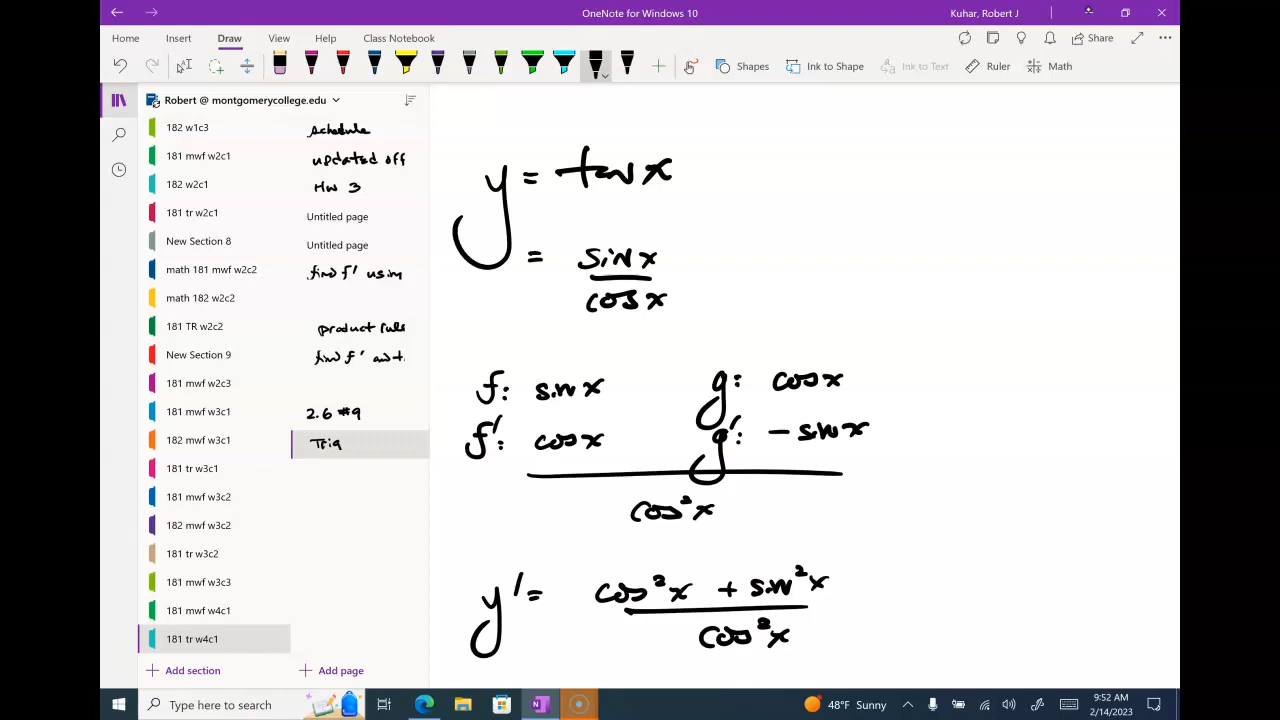 OneNote for Windows 10
Kuhar, Robert J
Home Insert Draw View Help Class Notebook
Share
Shapes Ink to Shape Ink to Text Ruler Math
Robert @ montgomerycollege.edu
182 w1c3
181 mwf w2c1
182 w2c1
181 tr w2c1
New Section 8
math 181 mwf w2c2
math 182 w2c2
181 TR w2c2
New Section 9
181 mwf w2c3
181 mwf w3c1
182 mwf w3c1
181 tr w3c1
181 mwf w3c2
182 mwf w3c2
181 tr w3c2
181 mwf w3c3
181 mwf w4c1
181 tr w4c1
Add section
schedule
updated off
HW 3
Untitled page
Untitled page
find f' usin
product rule
find f' and t
2.6 #9
Trig
Add page
y = tan x
= sin x
cos x
f: sin x g: cos x
f': cos x g': - sin x
cos²x
y' = cos²x + sin²x
cos²x
Type here to search
48°F Sunny
9:52 AM
2/14/2023